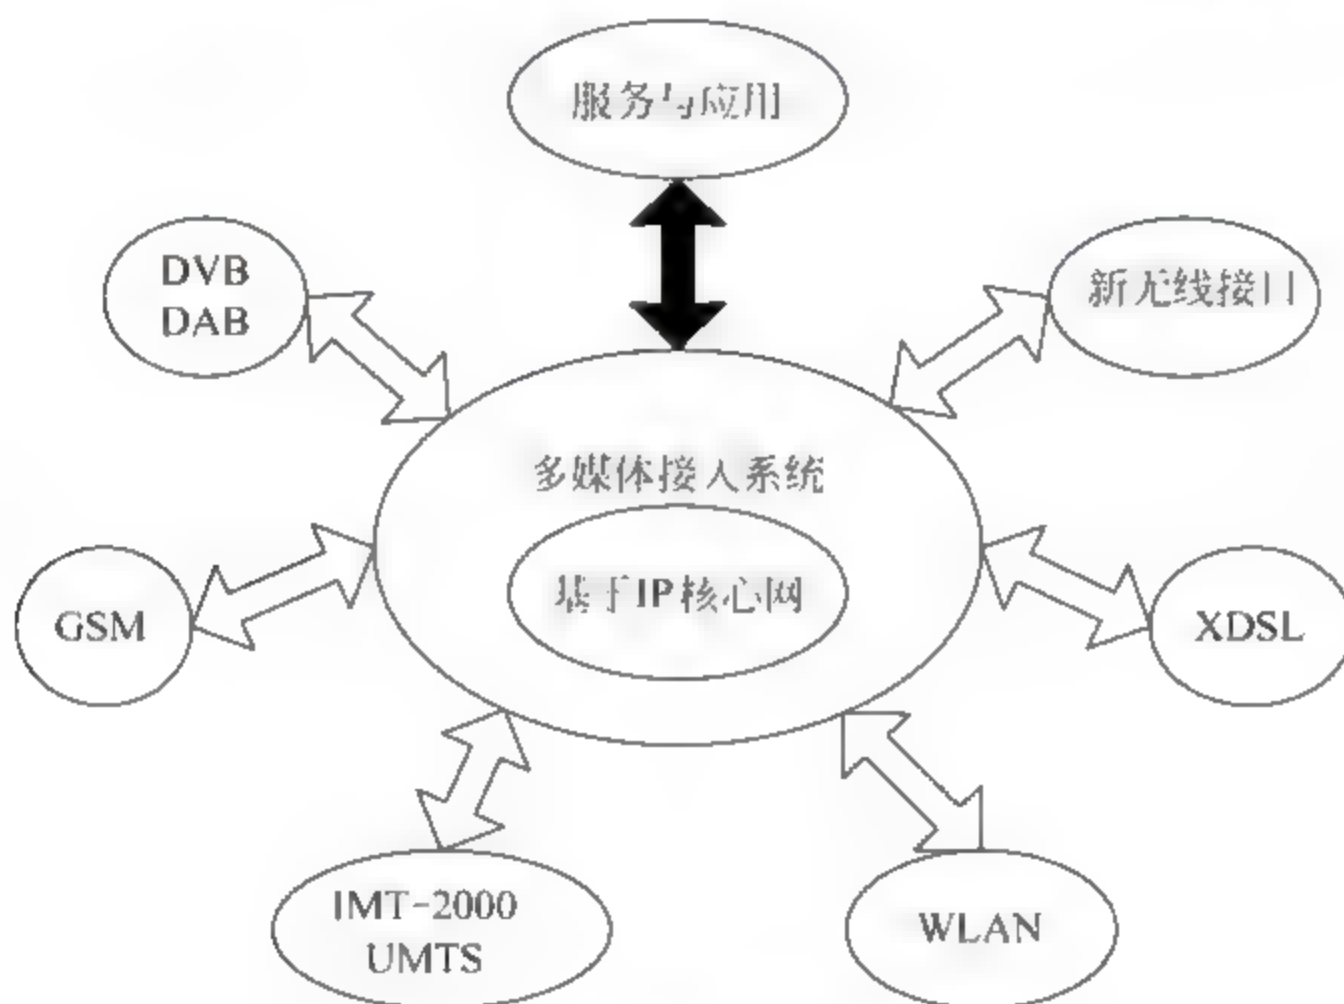 服务与应用
DVB
DAB
新无线接口
多媒体接入系统
基于IP核心网
GSM
XDSL
IMT-2000
UMTS
WLAN